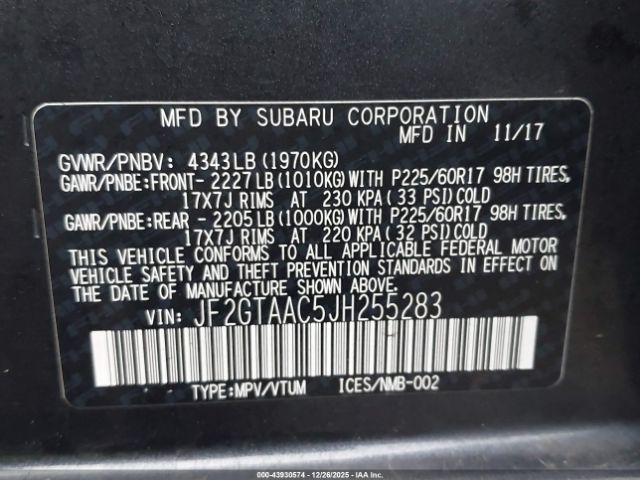 MFD BY SUBARU CORPORATION
MFD IN 11/17
GVWR/PNBV: 4343LB (1970KG)
GAWR/PNBE:FRONT- 2227LB (1010KG) WITH P225/60R17 98H TIRES,
17X7J RIMS AT 230 KPA (33 PSI) COLD
GAWR/PNBE:REAR - 2205LB (1000KG) WITH P225/60R17 98H TIRES,
17X7J RIMS AT 220 KPA (32 PSI) COLD
THIS VEHICLE CONFORMS TO ALL APPLICABLE FEDERAL MOTOR
VEHICLE SAFETY AND THEFT PREVENTION STANDARDS IN EFFECT ON
THE DATE OF MANUFACTURE SHOWN ABOVE.
VIN: JF2GTAAC5JH255283
TYPE:MPV/VTUM ICES/NMB-002
000-43930574 | 12/26/2025 | IAA, Inc.